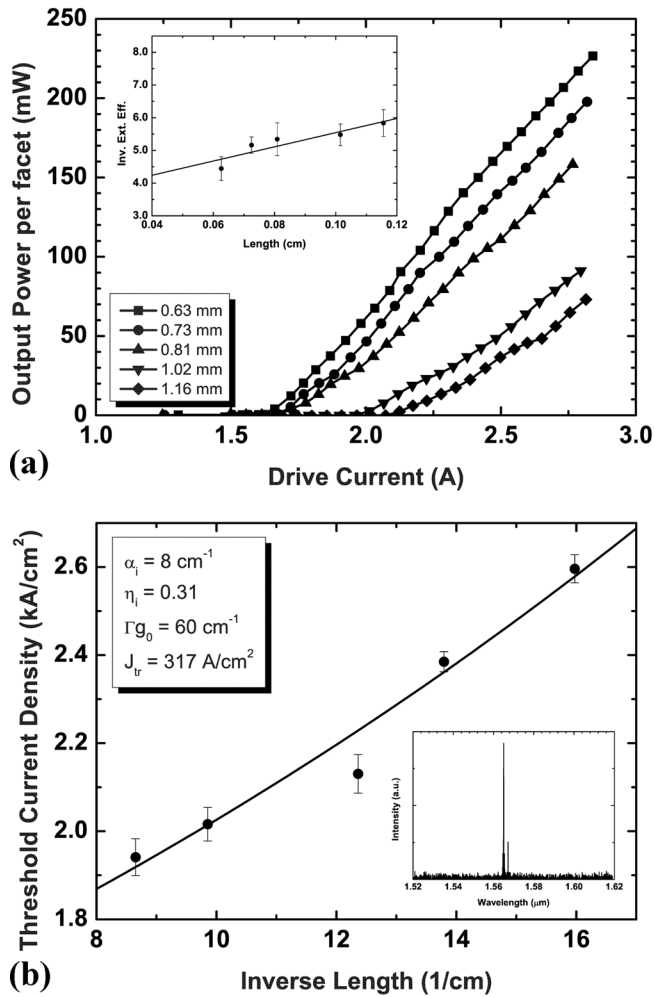 250
200
150
100
50
0
Output Power per facet (mW)
8.0
7.0
6.0
5.0
4.0
3.0
Inv. Ext. Eff.
0.04 0.06 0.08 0.10 0.12
Length (cm)
0.63 mm
0.73 mm
0.81 mm
1.02 mm
1.16 mm
1.0 1.5 2.0 2.5 3.0
Drive Current (A)
(a)
Threshold Current Density (kA/cm²)
2.6
2.4
2.2
2.0
1.8
αᵢ = 8 cm⁻¹
ηᵢ = 0.31
Γg₀ = 60 cm⁻¹
Jtr = 317 A/cm²
Intensity (a.u.)
1.52 1.54 1.56 1.58 1.60 1.62
Wavelength (μm)
8 10 12 14 16
Inverse Length (1/cm)
(b)